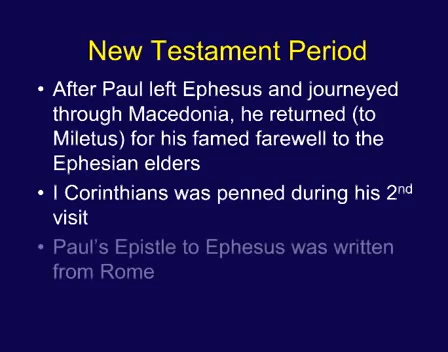 New Testament Period
• After Paul left Ephesus and journeyed
through Macedonia, he returned (to
Miletus) for his famed farewell to the
Ephesian elders
• I Corinthians was penned during his 2nd
visit
• Paul's Epistle to Ephesus was written
from Rome